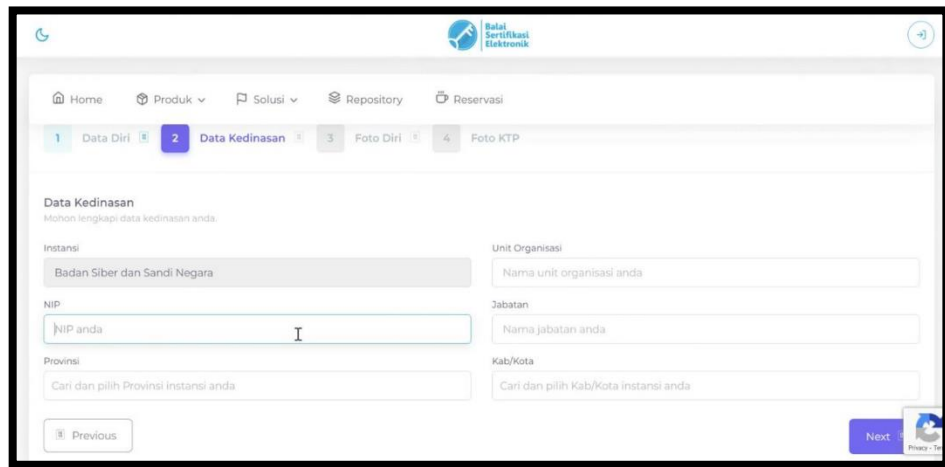 Balai
Sertifikasi
Elektronik
Home Produk Solusi Repository Reservasi
1 Data Diri 2 Data Kedinasan 3 Foto Diri 4 Foto KTP
Data Kedinasan
Mohon lengkapi data kedinasan anda.
Instansi Unit Organisasi
Badan Siber dan Sandi Negara Nama unit organisasi anda
NIP Jabatan
NIP anda Nama jabatan anda
Provinsi Kab/Kota
Cari dan pilih Provinsi instansi anda Cari dan pilih Kab/Kota instansi anda
Previous Next
Privacy